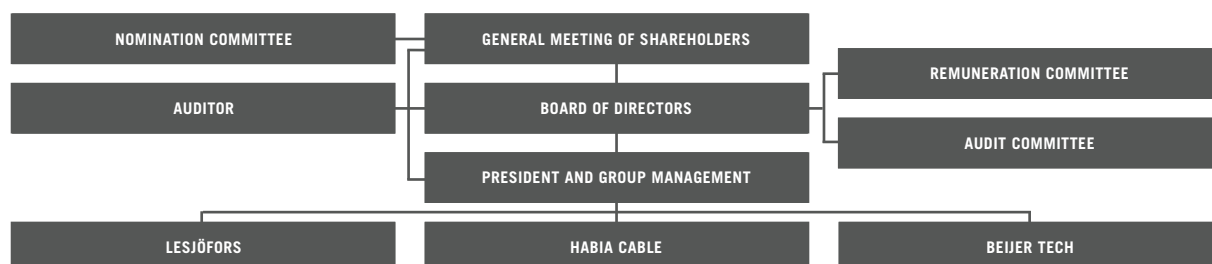 NOMINATION COMMITTEE
GENERAL MEETING OF SHAREHOLDERS
REMUNERATION COMMITTEE
AUDITOR
BOARD OF DIRECTORS
AUDIT COMMITTEE
PRESIDENT AND GROUP MANAGEMENT
LESJÖFORS
HABIA CABLE
BEIJER TECH